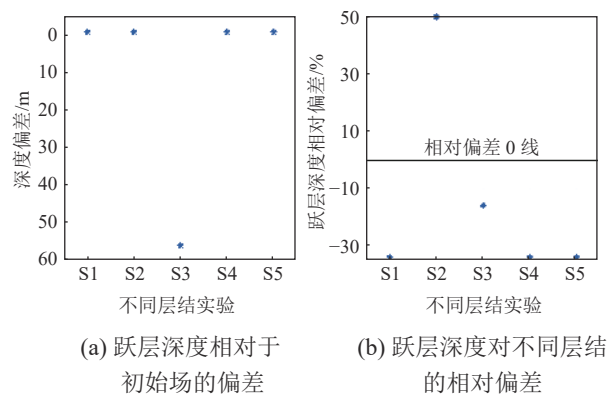 0
10
20
30
40
50
60
深度偏差/m
S1 S2 S3 S4 S5
不同层结实验
(a) 跃层深度相对于
初始场的偏差
50
30
10
−10
−30
跃层深度相对偏差/%
相对偏差 0 线
S1 S2 S3 S4 S5
不同层结实验
(b) 跃层深度对不同层结
的相对偏差